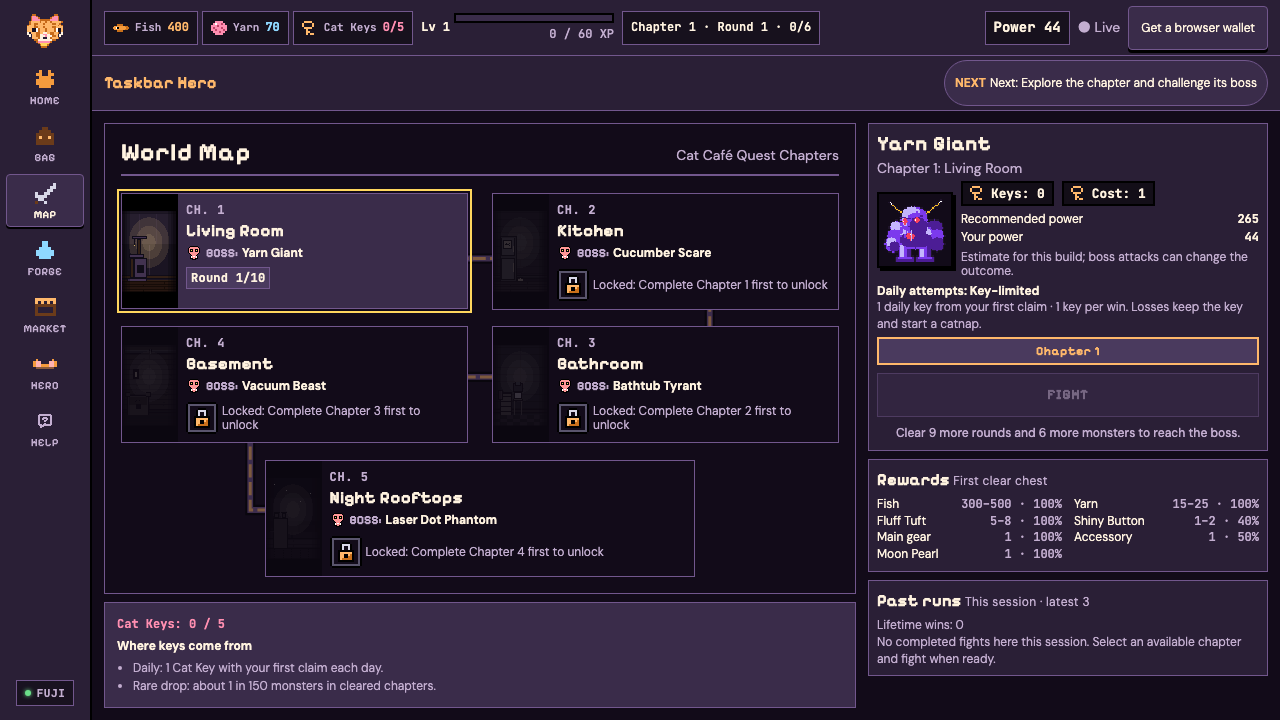 Fish 400
Yarn 70
Cat Keys 0/5
Lv 1
0 / 60 XP
Chapter 1 · Round 1 · 0/6
Power 44
Live
Get a browser wallet
HOME
BAG
MAP
FORGE
MARKET
HERO
HELP
FUJI
Taskbar Hero
NEXT Next: Explore the chapter and challenge its boss
World Map
Cat Café Quest Chapters
CH. 1
Living Room
BOSS: Yarn Giant
Round 1/10
CH. 2
Kitchen
BOSS: Cucumber Scare
Locked: Complete Chapter 1 first to unlock
CH. 4
Basement
BOSS: Vacuum Beast
Locked: Complete Chapter 3 first to
unlock
CH. 3
Bathroom
BOSS: Bathtub Tyrant
Locked: Complete Chapter 2 first to
unlock
CH. 5
Night Rooftops
BOSS: Laser Dot Phantom
Locked: Complete Chapter 4 first to unlock
Cat Keys: 0 / 5
Where keys come from
• Daily: 1 Cat Key with your first claim each day.
• Rare drop: about 1 in 150 monsters in cleared chapters.
Yarn Giant
Chapter 1: Living Room
Keys: 0
Cost: 1
Recommended power 265
Your power 44
Estimate for this build; boss attacks can change the
outcome.
Daily attempts: Key-limited
1 daily key from your first claim · 1 key per win. Losses keep the key
and start a catnap.
Chapter 1
FIGHT
Clear 9 more rounds and 6 more monsters to reach the boss.
Rewards First clear chest
Fish 300–500 · 100% Yarn 15–25 · 100%
Fluff Tuft 5–8 · 100% Shiny Button 1–2 · 40%
Main gear 1 · 100% Accessory 1 · 50%
Moon Pearl 1 · 100%
Past runs This session · latest 3
Lifetime wins: 0
No completed fights here this session. Select an available chapter
and fight when ready.